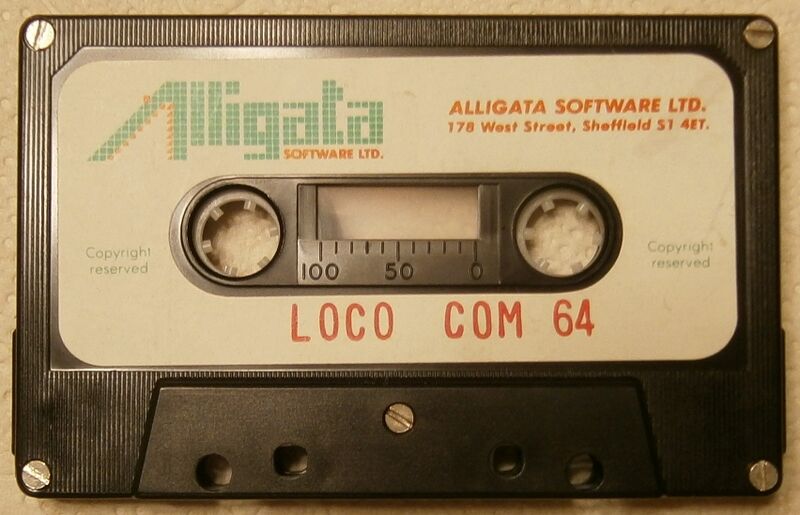 Alligata
SOFTWARE LTD.
ALLIGATA SOFTWARE LTD.
178 West Street, Sheffield S1 4ET.
Copyright
reserved
Copyright
reserved
100 50 0
LOCO COM 64